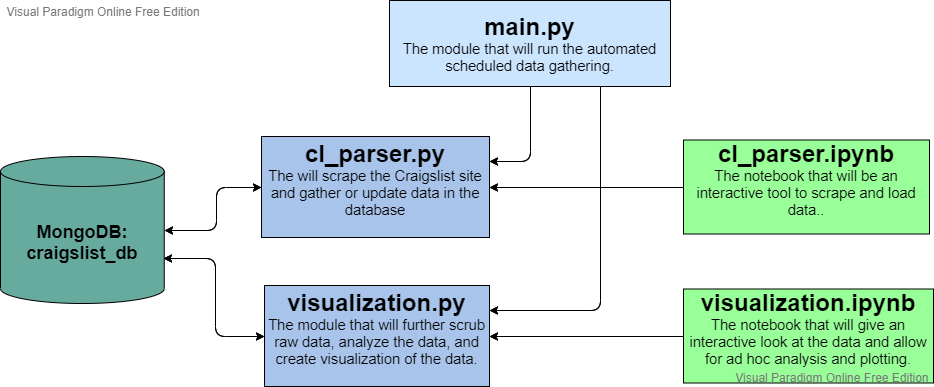 Visual Paradigm Online Free Edition
main.py
The module that will run the automated
scheduled data gathering.
cl_parser.py
The will scrape the Craigslist site
and gather or update data in the
database
cl_parser.ipynb
The notebook that will be an
interactive tool to scrape and load
data..
MongoDB:
craigslist_db
visualization.py
The module that will further scrub
raw data, analyze the data, and
create visualization of the data.
visualization.ipynb
The notebook that will give an
interactive look at the data and allow
for ad hoc analysis and plotting.
Visual Paradigm Online Free Edition